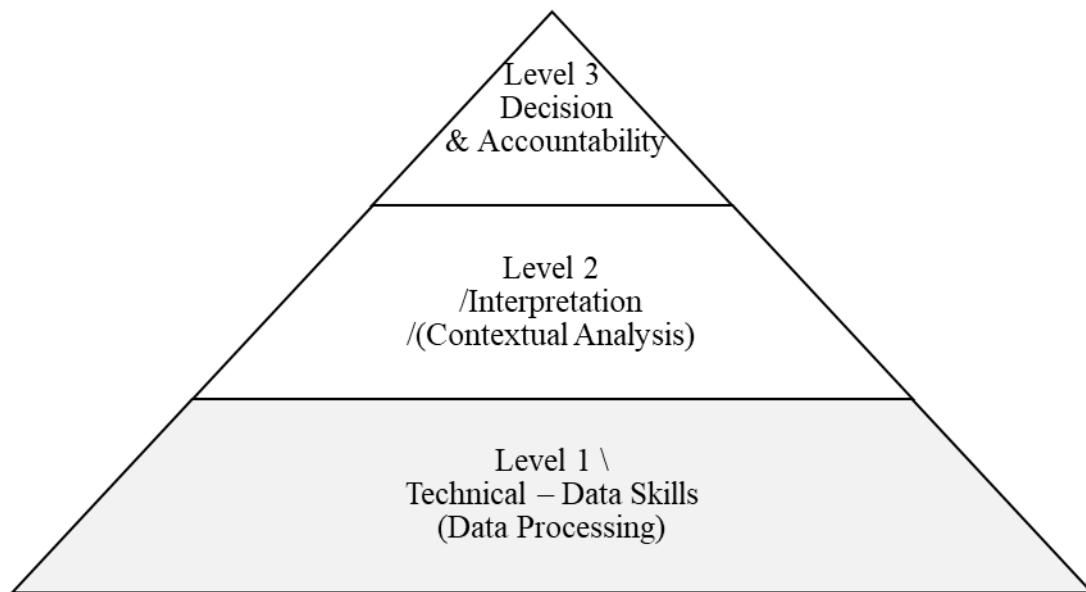 Level 3
Decision
& Accountability
Level 2
/Interpretation
/(Contextual Analysis)
Level 1 \
Technical – Data Skills
(Data Processing)